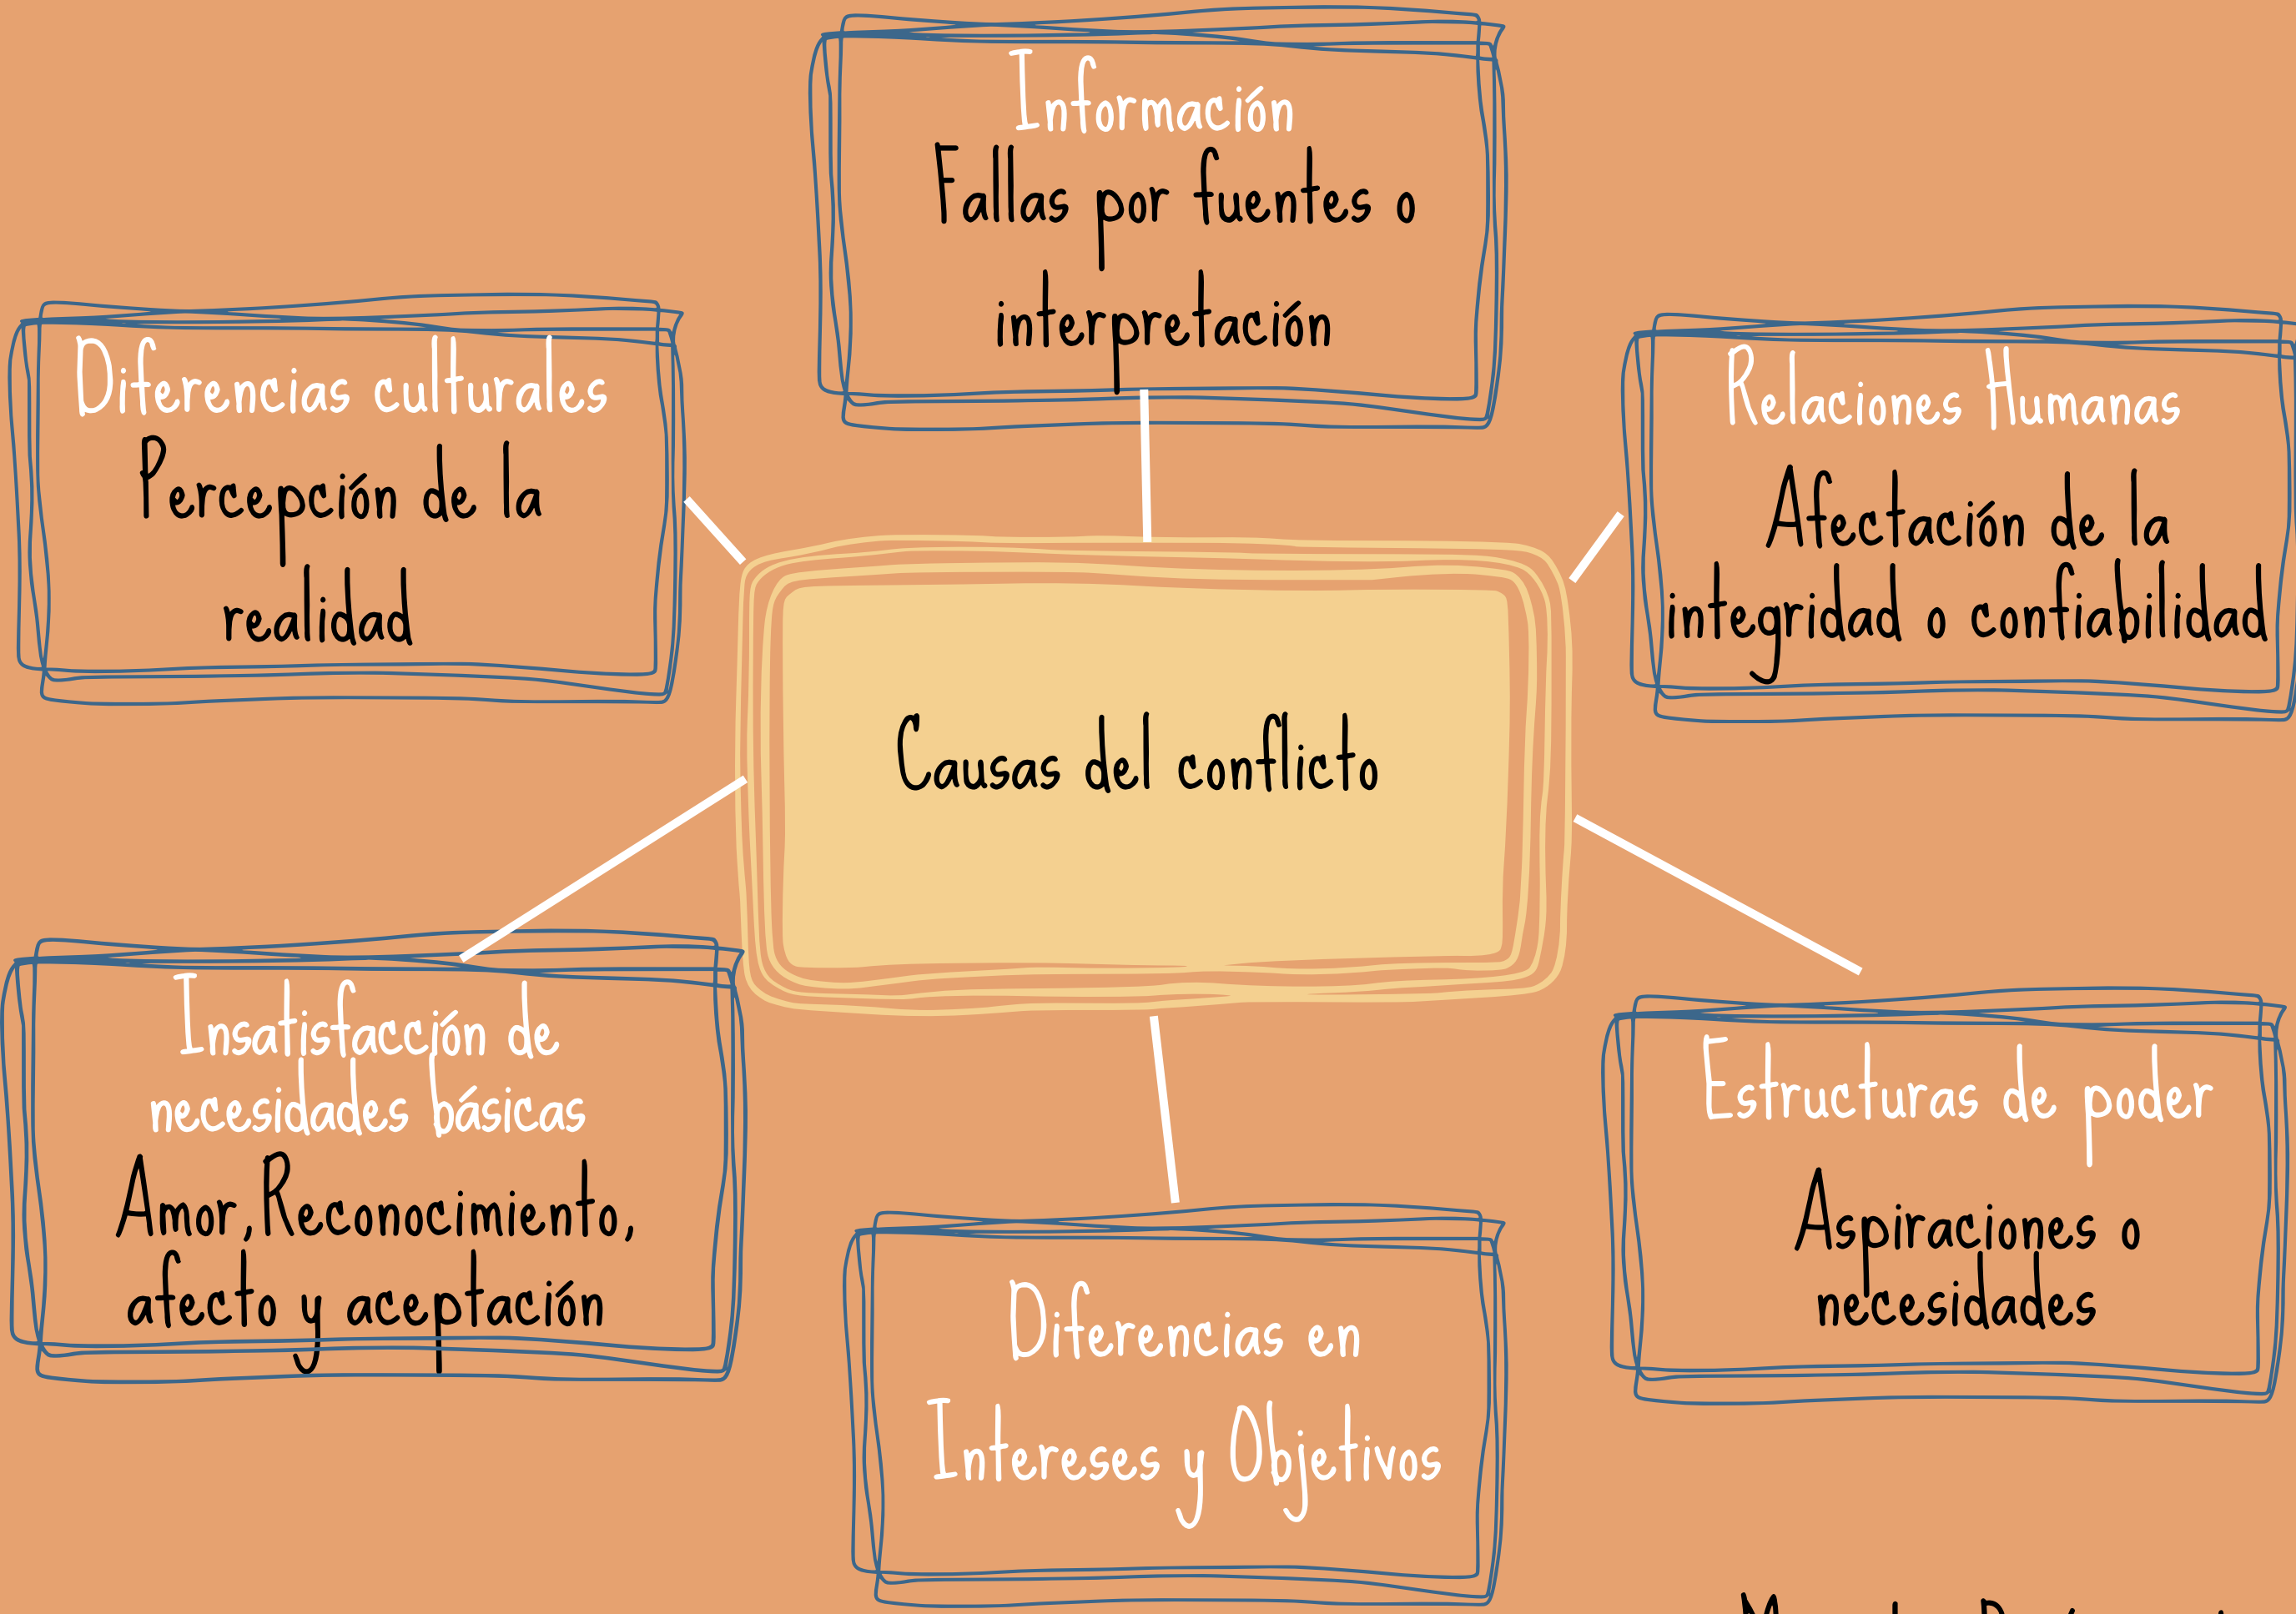 Información
Fallas por fuentes o
interpretación
Diferencias culturales
Percepción de la
realidad
Relaciones Humanas
Afectación de la
integridad o confiabilidad
Causas del conflicto
Insatisfacción de
necesidades básicas
Amor, Reconocimiento,
afecto y aceptación
Estructuras de poder
Aspiraciones o
necesidades
Diferencias en
Intereses y Objetivos